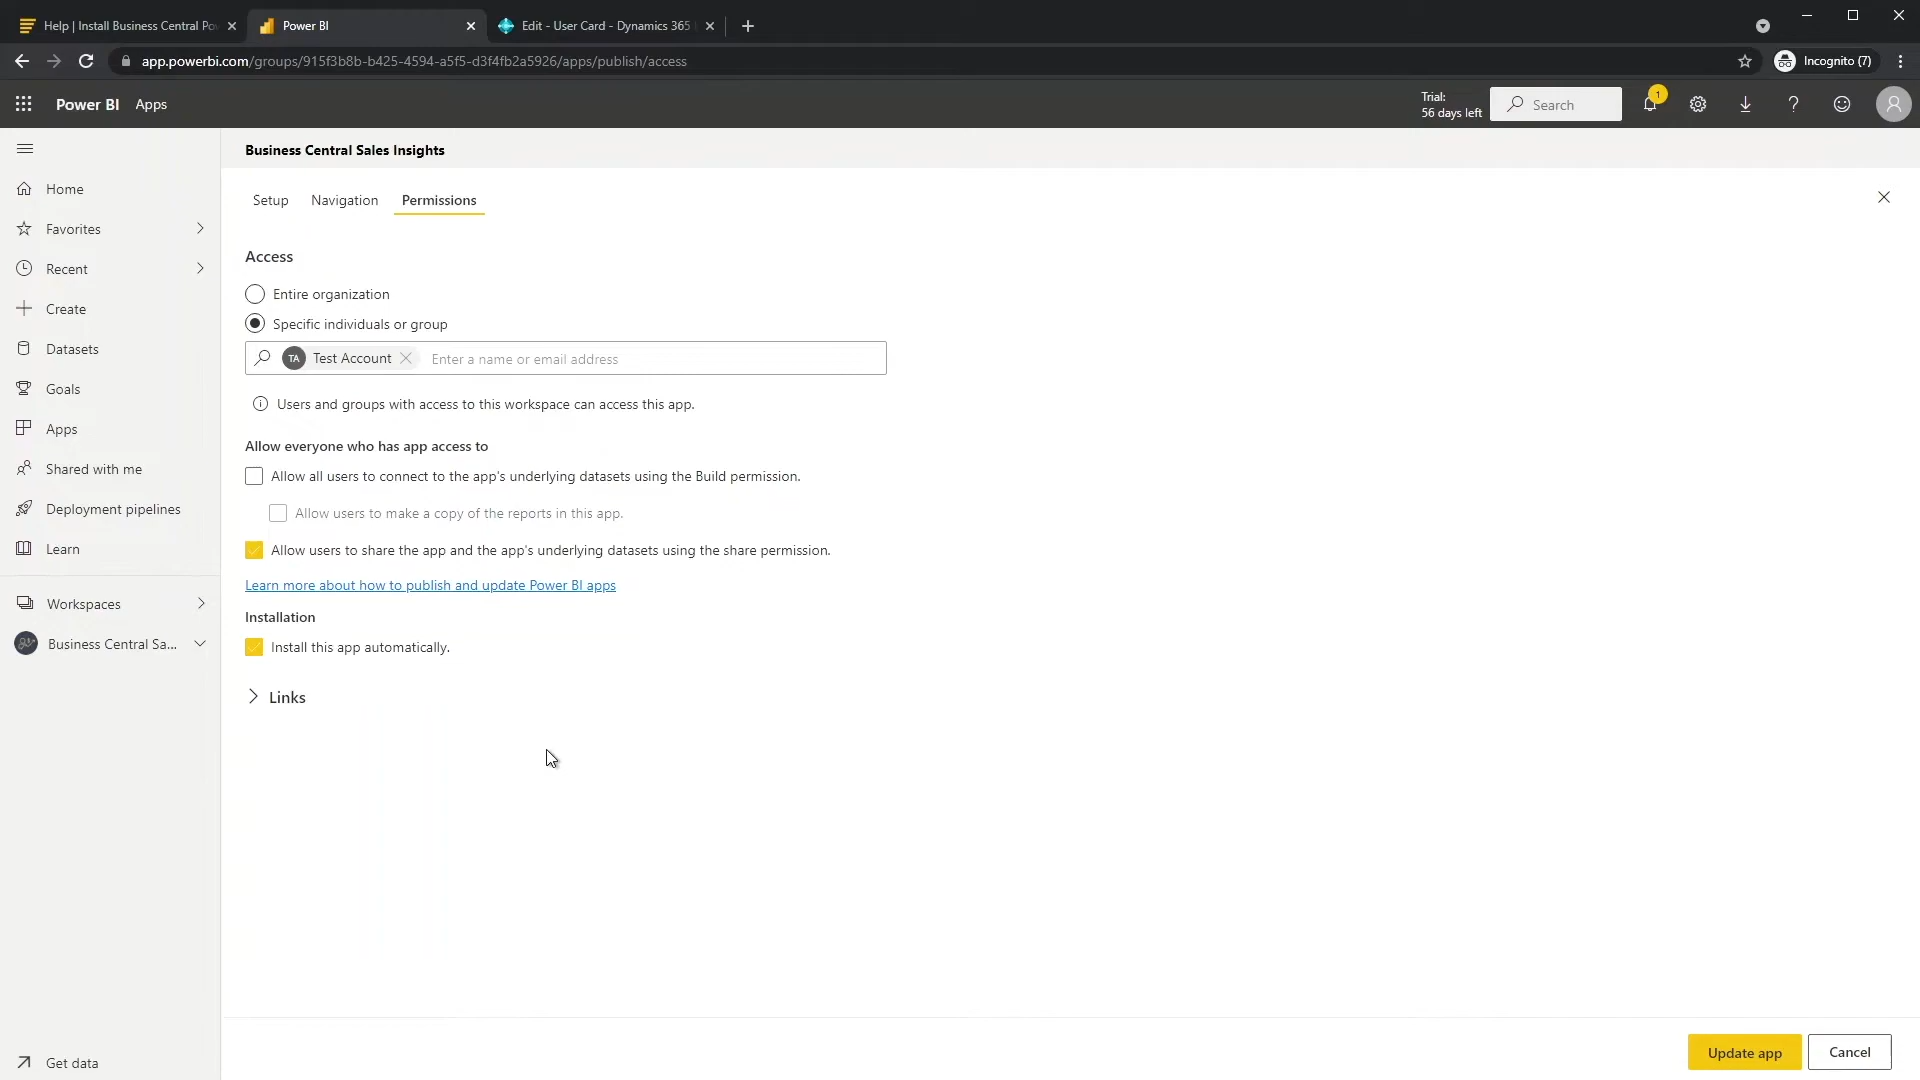 Help | Install Business Central Po
Power BI
Edit - User Card - Dynamics 365
app.powerbi.com/groups/915f3b8b-b425-4594-a5f5-d3f4fb2a5926/apps/publish/access
Incognito (7)
Power BI
Apps
Trial:
56 days left
Search
1
Business Central Sales Insights
Setup
Navigation
Permissions
Home
Favorites
Recent
Create
Datasets
Goals
Apps
Shared with me
Deployment pipelines
Learn
Workspaces
Business Central Sa...
Get data
Access
Entire organization
Specific individuals or group
TA Test Account Enter a name or email address
Users and groups with access to this workspace can access this app.
Allow everyone who has app access to
Allow all users to connect to the app's underlying datasets using the Build permission.
Allow users to make a copy of the reports in this app.
Allow users to share the app and the app's underlying datasets using the share permission.
Learn more about how to publish and update Power BI apps
Installation
Install this app automatically.
Links
Update app
Cancel